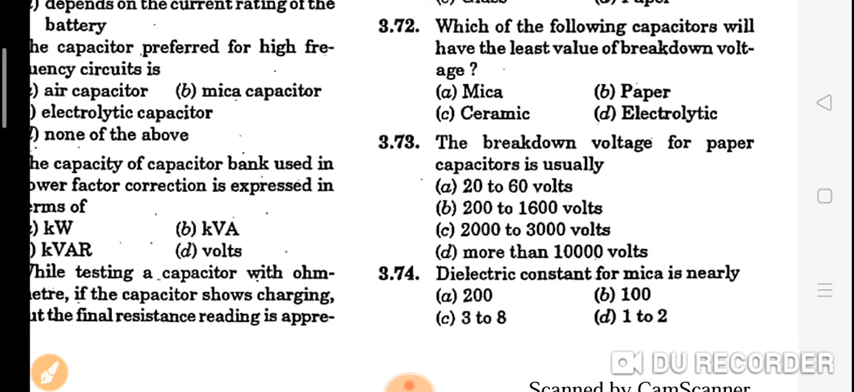 depends on the current rating of the
battery
he capacitor preferred for high fre-
uency circuits is
) air capacitor (b) mica capacitor
) electrolytic capacitor
) none of the above
he capacity of capacitor bank used in
ower factor correction is expressed in
erms of
) kW (b) kVA
) kVAR (d) volts
While testing a capacitor with ohm-
etre, if the capacitor shows charging,
ut the final resistance reading is appre-
3.72. Which of the following capacitors will
have the least value of breakdown volt-
age ?
(a) Mica (b) Paper
(c) Ceramic (d) Electrolytic
3.73. The breakdown voltage for paper
capacitors is usually
(a) 20 to 60 volts
(b) 200 to 1600 volts
(c) 2000 to 3000 volts
(d) more than 10000 volts
3.74. Dielectric constant for mica is nearly
(a) 200 (b) 100
(c) 3 to 8 (d) 1 to 2
DU RECORDER
Scanned by CamScanner